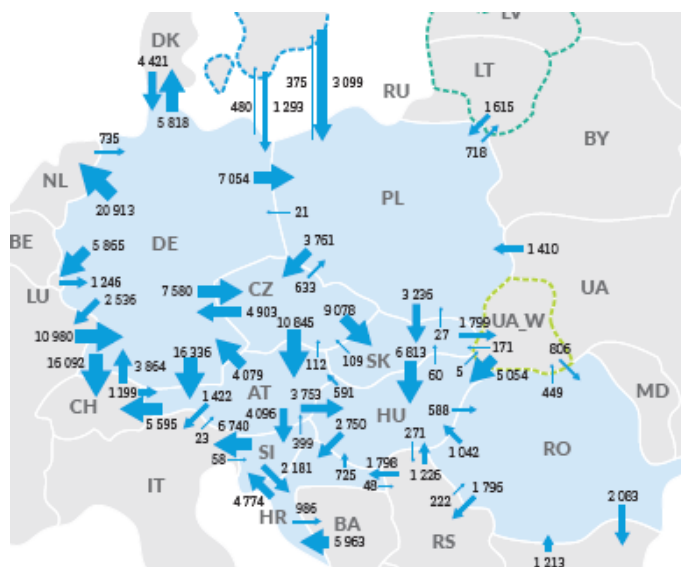 LV
DK
4 421
375
3 099
LT
RU
480
1 293
1 615
5 818
735
718
BY
NL
7 054
PL
20 913
21
BE
5 865
DE
3 761
1 410
LU
1 246
7 580
CZ
633
UA
2 536
4 903
9 078
3 236
UA_W
10 980
10 845
27
1 799
16 092
3 864
16 336
SK
6 813
171
806
112
109
60
5
5 054
4 079
1 199
AT
3 753
591
HU
588
449
MD
CH
1 422
4 096
5 595
23
6 740
399
2 750
271
1 042
RO
58
SI
2 181
725
1 798
1 226
IT
48
222
1 796
2 083
4 774
986
HR
BA
5 963
RS
1 213